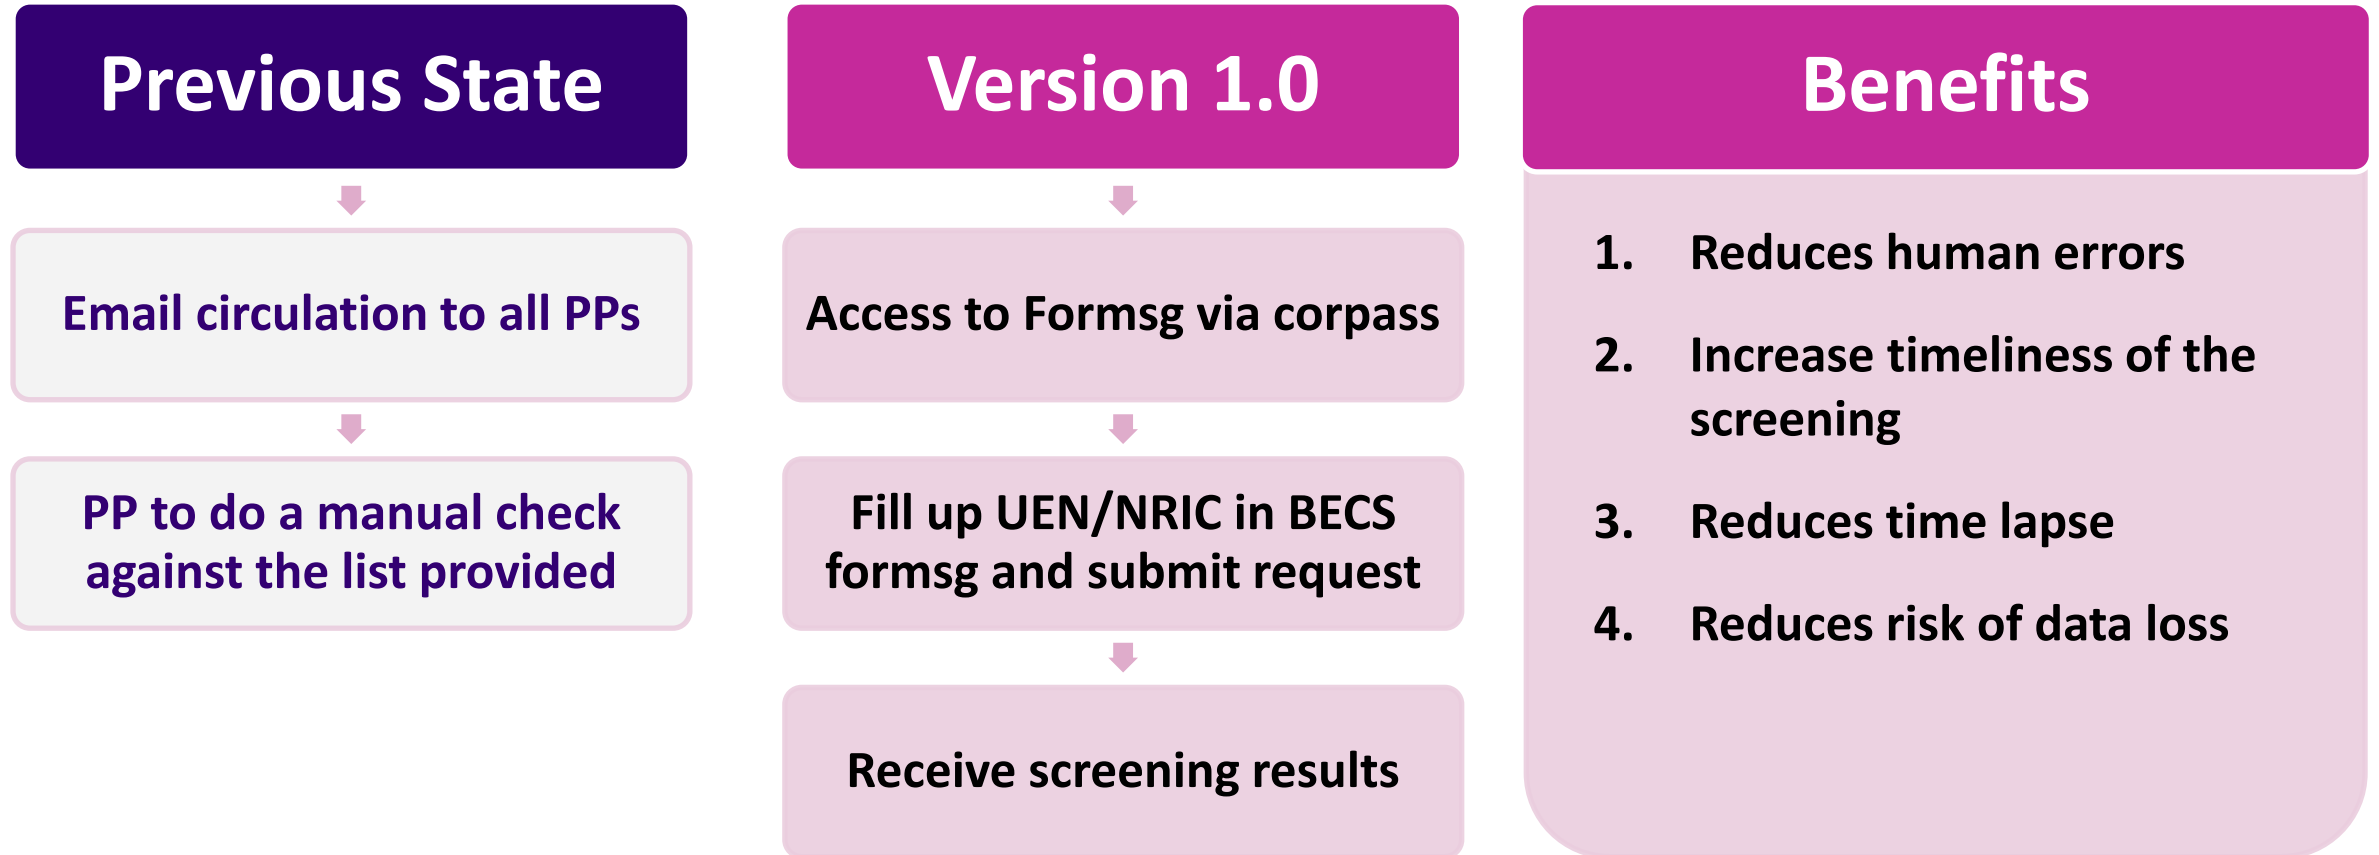 Previous State
Email circulation to all PPs
PP to do a manual check
against the list provided
Version 1.0
Access to Formsg via corpass
Fill up UEN/NRIC in BECS
formsg and submit request
Receive screening results
Benefits
1. Reduces human errors
2. Increase timeliness of the
screening
3. Reduces time lapse
4. Reduces risk of data loss